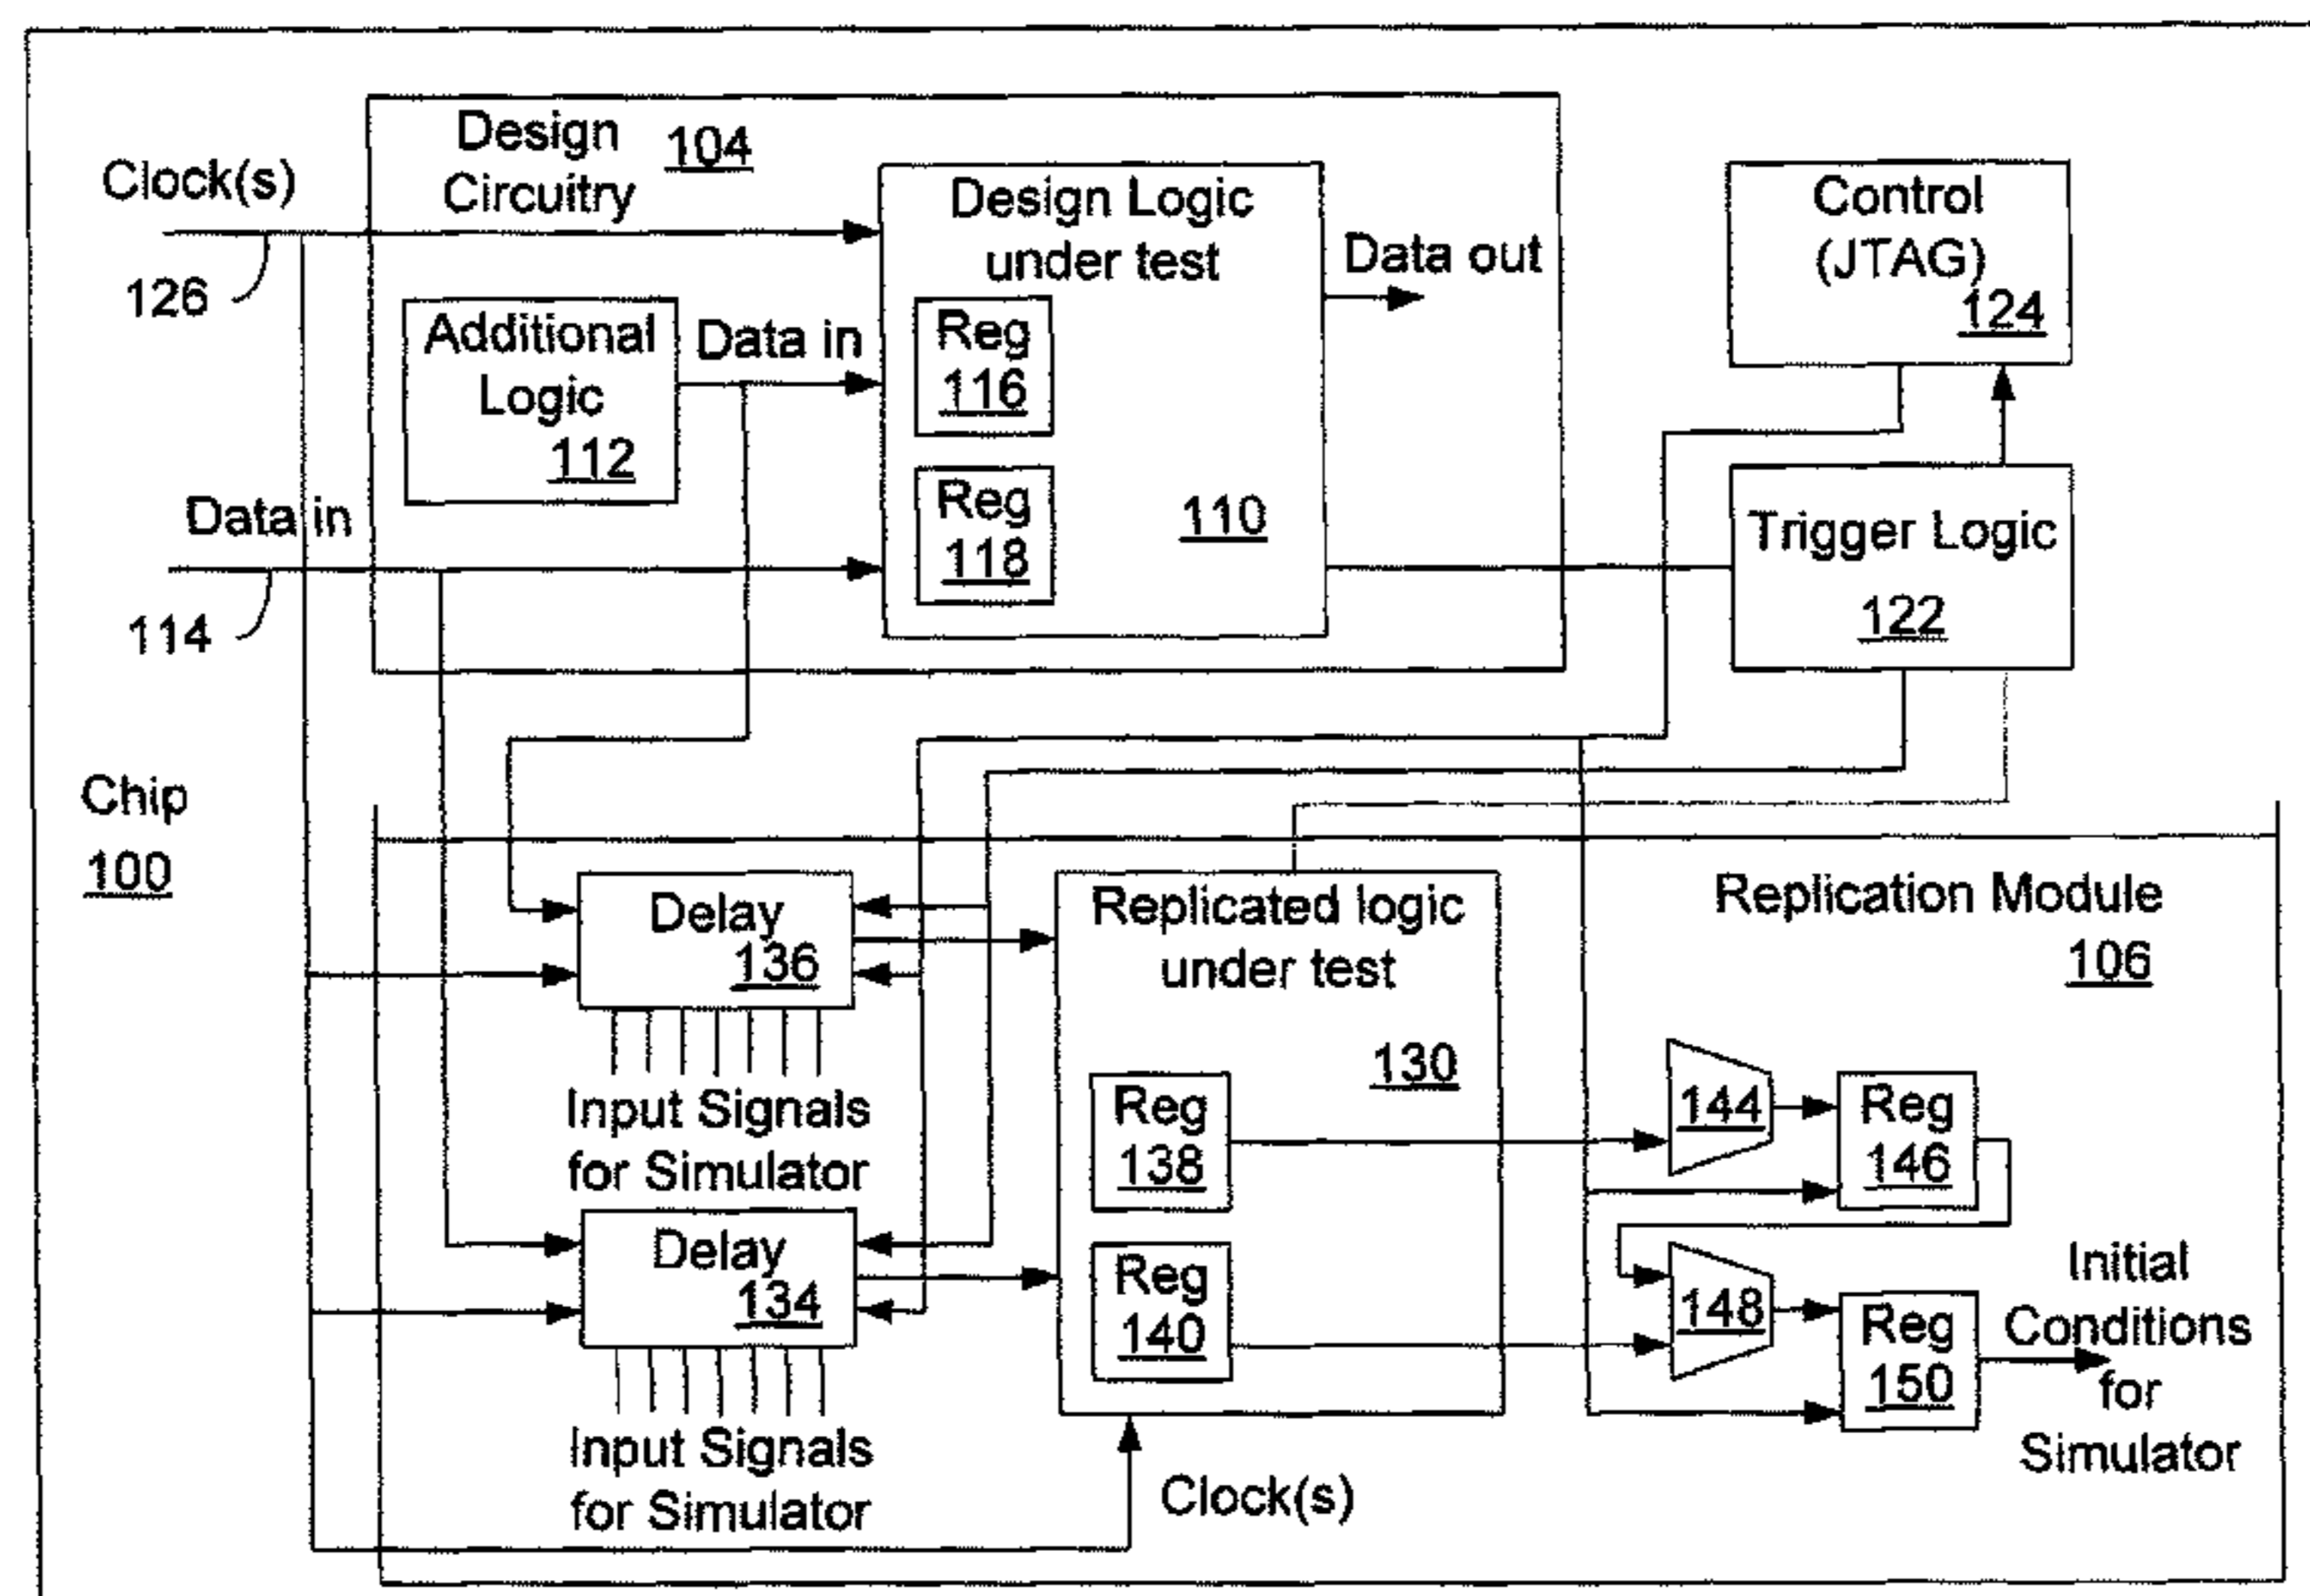 Design
Circuitry
104
Clock(s)
126
Design Logic
under test
Data out
Control
(JTAG)
124
Additional
Logic
112
Data in
Reg
116
Reg
118
110
Data in
114
Trigger Logic
122
Chip
100
Delay
136
Input Signals
for Simulator
Delay
134
Input Signals
for Simulator
Replicated logic
under test
130
Reg
138
Reg
140
Clock(s)
Replication Module
106
144
Reg
146
148
Reg
150
Initial
Conditions
for
Simulator